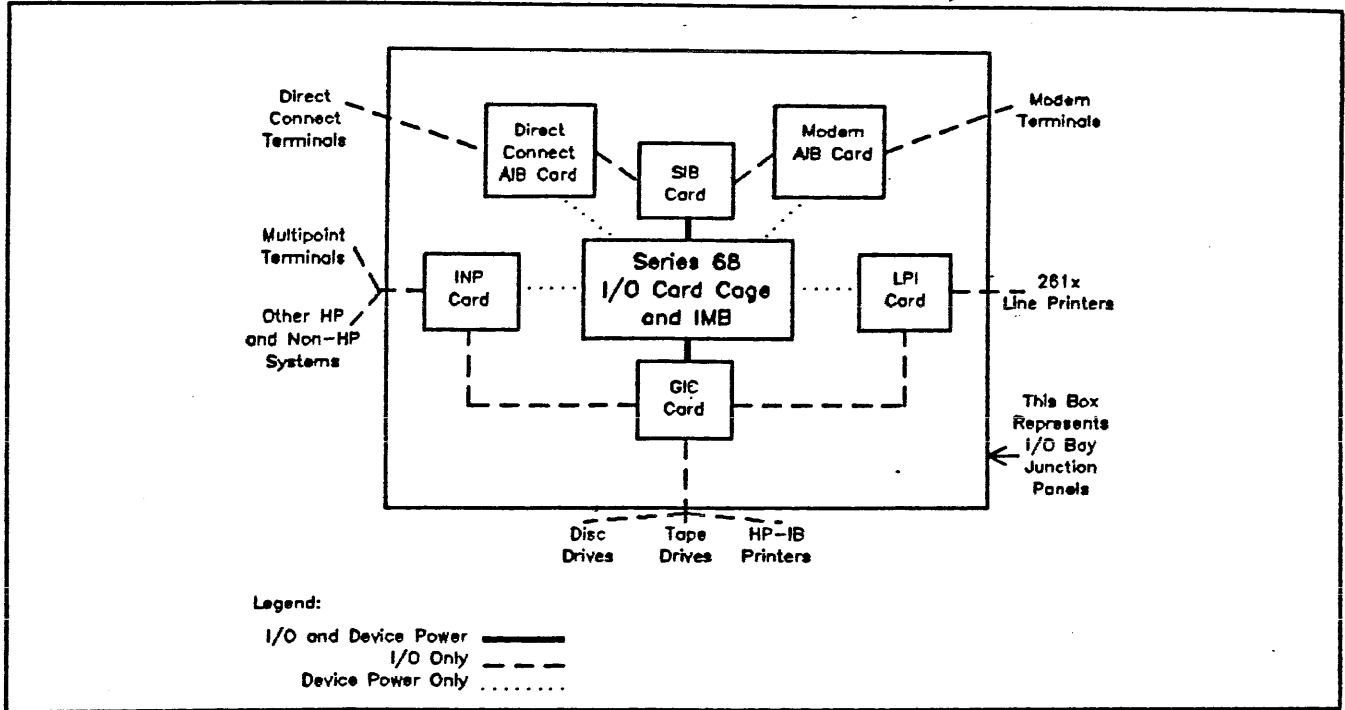 Direct
Connect
Terminals
Direct
Connect
AIB Card
SIB
Card
Modem
AIB Card
Modem
Terminals
Multipoint
Terminals
Other HP
and Non-HP
Systems
INP
Card
Series 68
I/O Card Cage
and IMB
LPI
Card
261x
Line Printers
GIC
Card
This Box
Represents
I/O Bay
Junction
Panels
Disc
Drives
Tape
Drives
HP-IB
Printers
Legend:
I/O and Device Power
I/O Only
Device Power Only